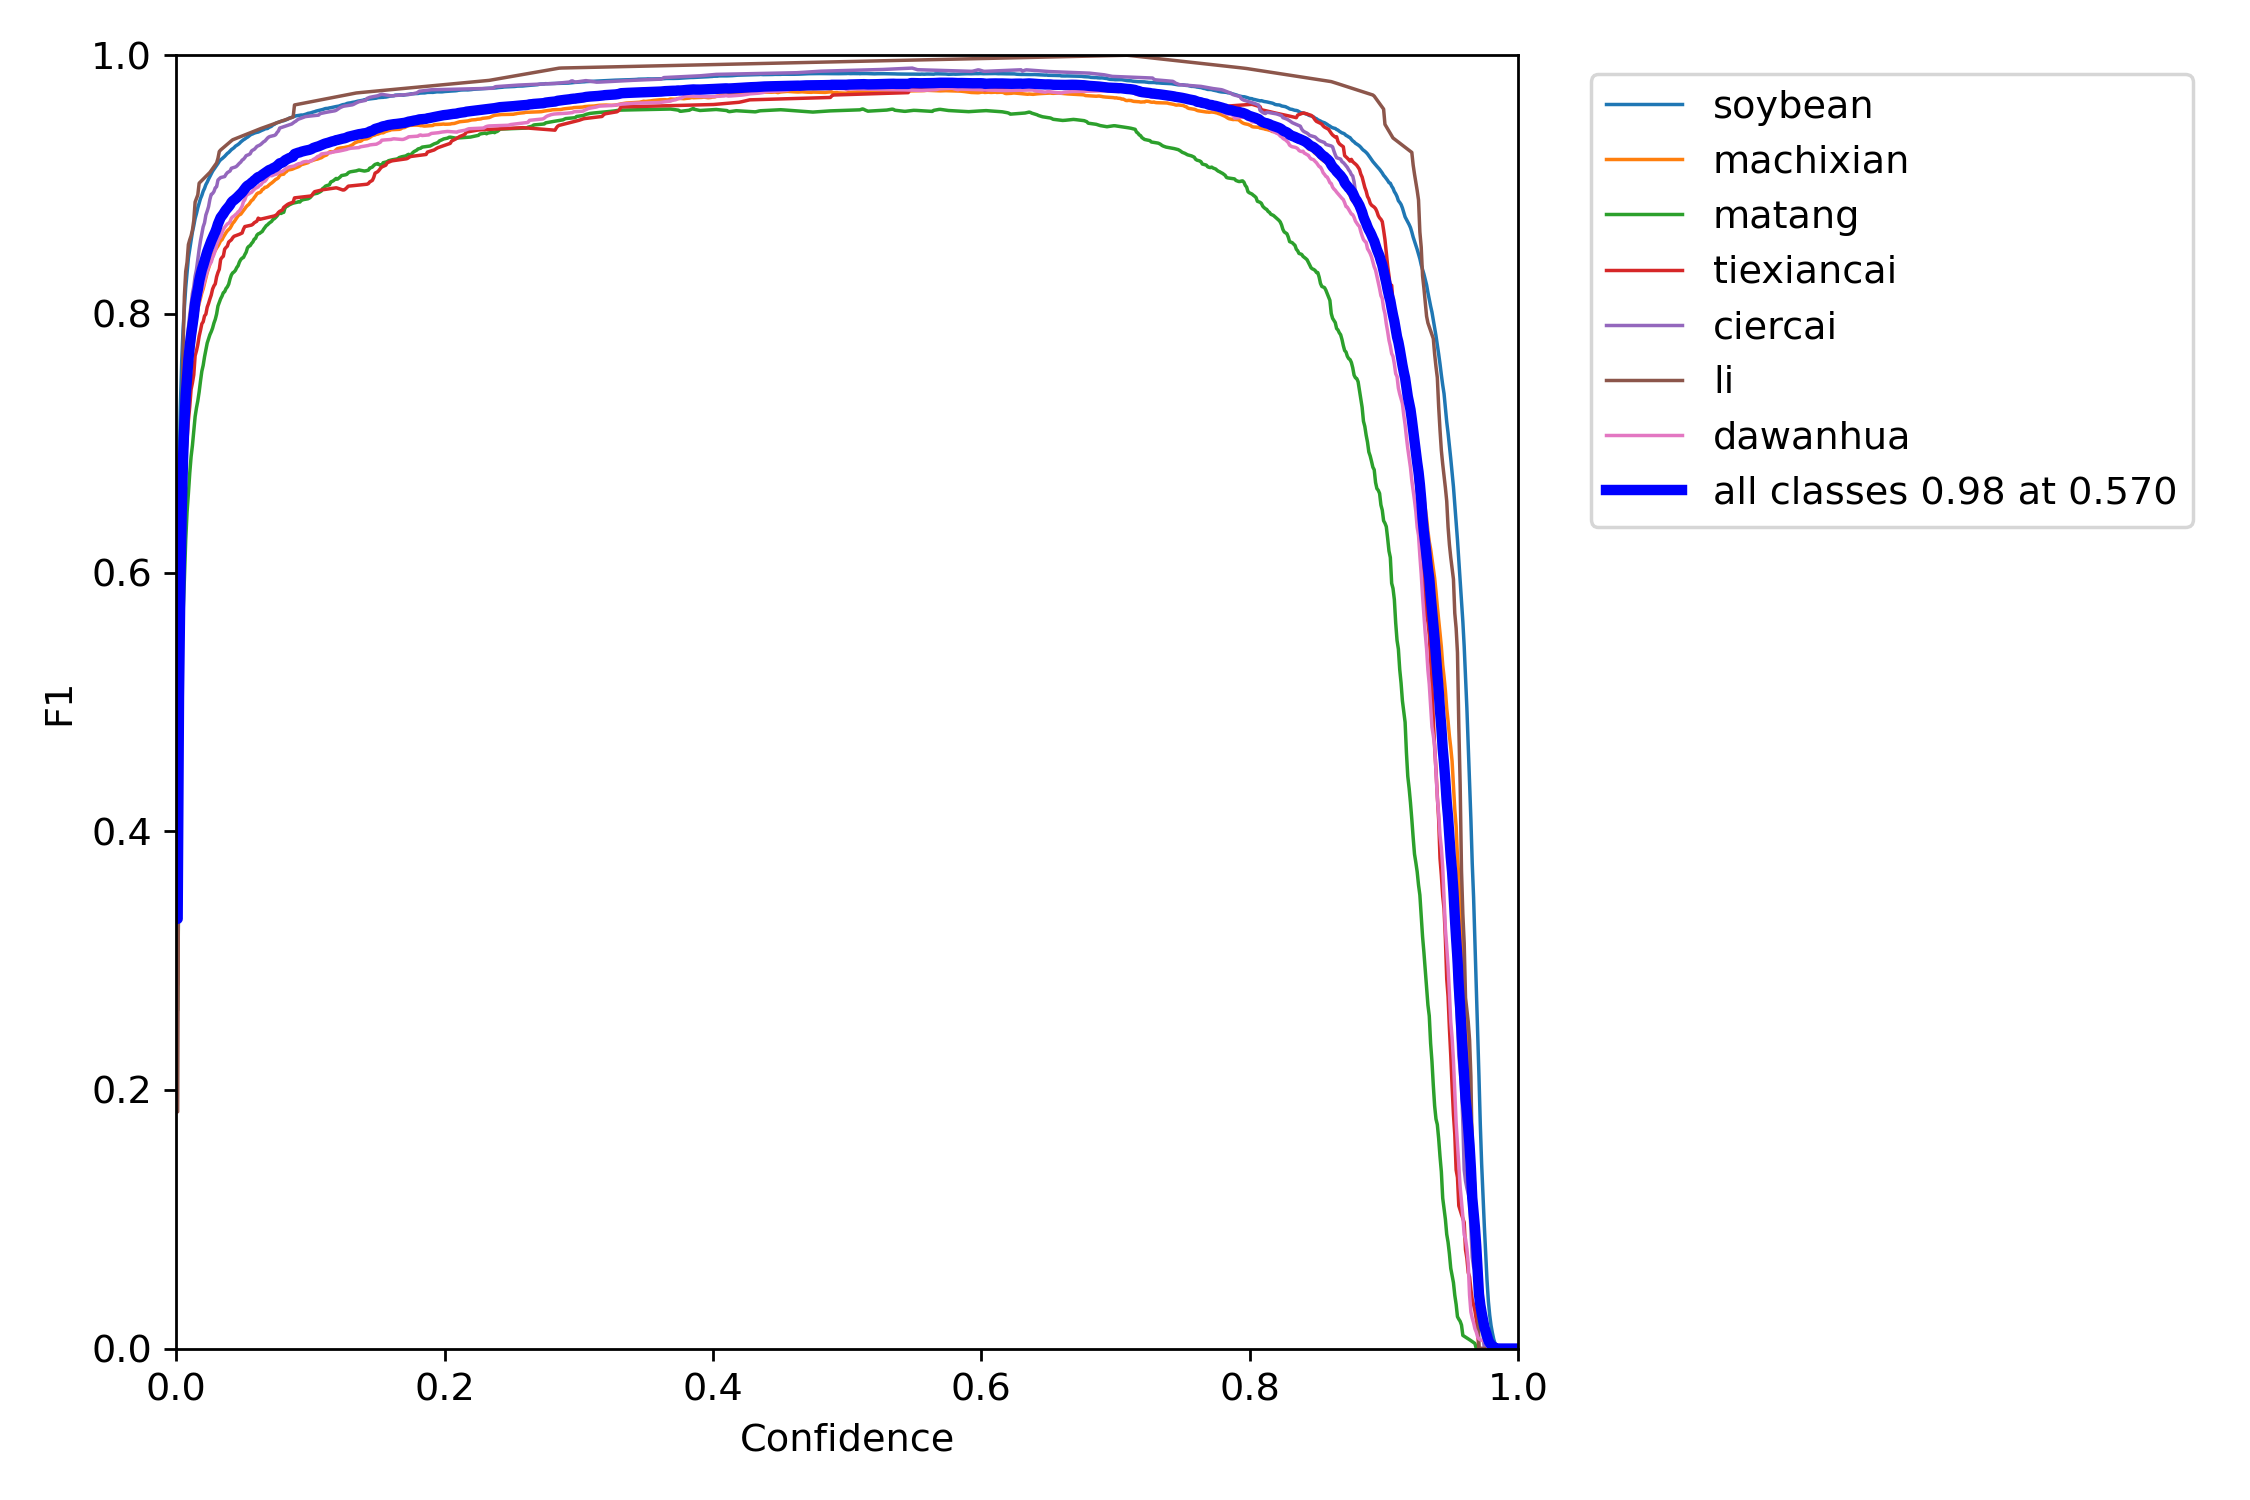 1.0
0.8
0.6
0.4
0.2
0.0
F1
0.0 0.2 0.4 0.6 0.8 1.0
Confidence
soybean
machixian
matang
tiexiancai
ciercai
li
dawanhua
all classes 0.98 at 0.570